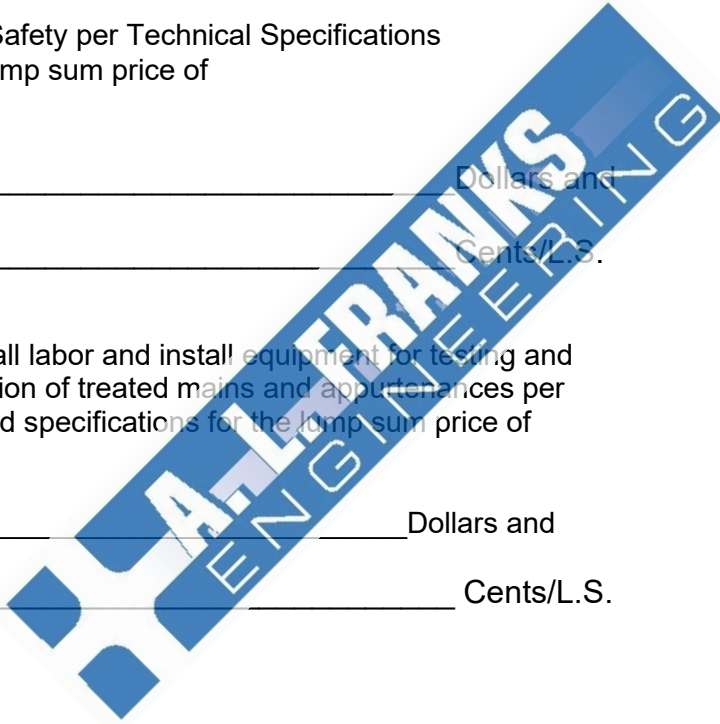 Safety per Technical Specifications
mp sum price of
Dollars and
Cents/L.S.
all labor and install equipment for testing and
ion of treated mains and appurtenances per
d specifications for the lump sum price of
Dollars and
Cents/L.S.
A. L. FRANKS
ENGINEERING